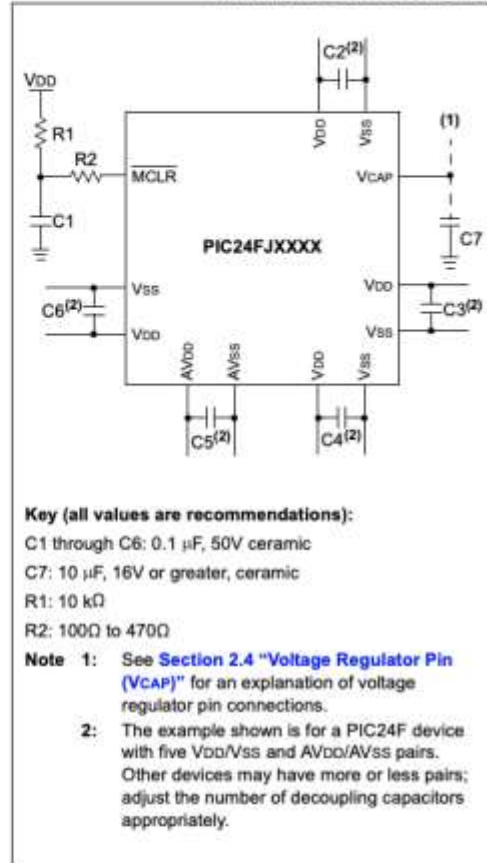 C2(2)
VDD
R1
R2
MCLR
C1
VDD
VSS
(1)
VCAP
C7
PIC24FJXXXX
VSS
VDD
C6(2)
VDD
VSS
C3(2)
AVDD
AVSS
VDD
VSS
C5(2)
C4(2)
Key (all values are recommendations):
C1 through C6: 0.1 μF, 50V ceramic
C7: 10 μF, 16V or greater, ceramic
R1: 10 kΩ
R2: 100Ω to 470Ω
Note 1: See Section 2.4 “Voltage Regulator Pin
(VCAP)” for an explanation of voltage
regulator pin connections.
2: The example shown is for a PIC24F device
with five VDD/VSS and AVDD/AVSS pairs.
Other devices may have more or less pairs;
adjust the number of decoupling capacitors
appropriately.